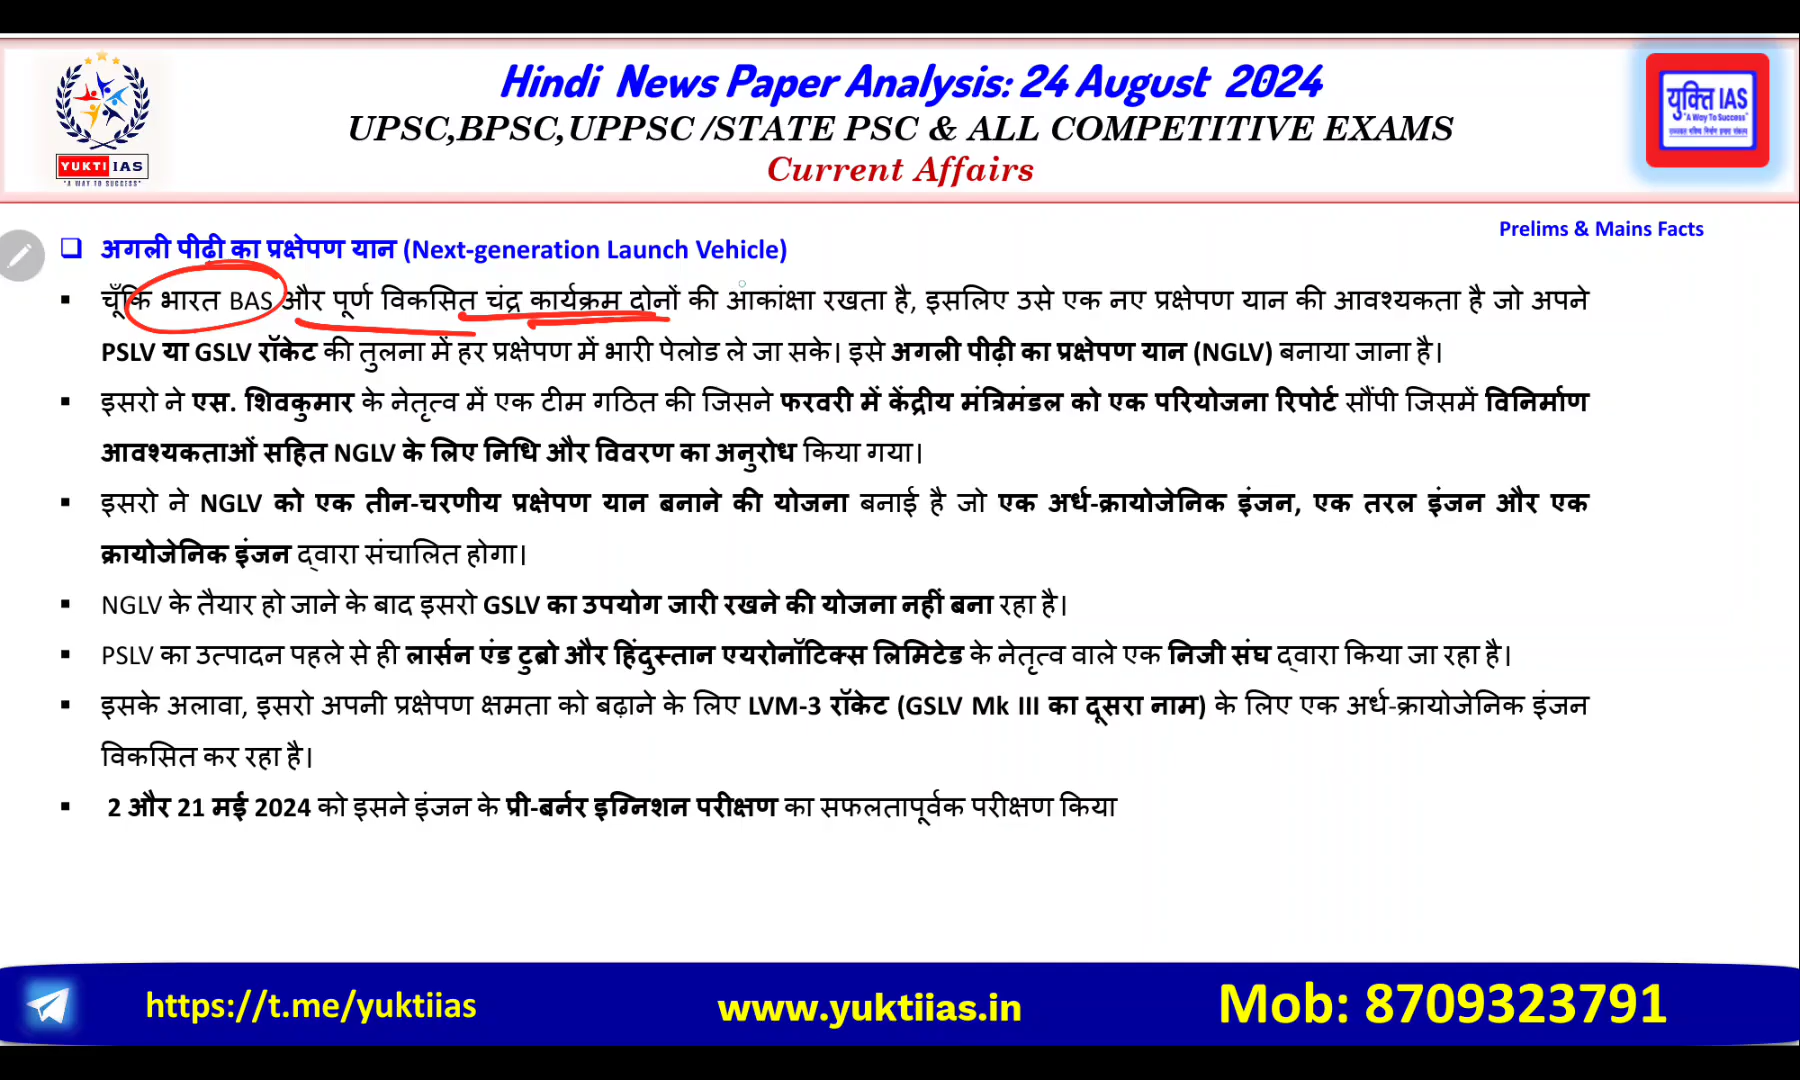 Hindi News Paper Analysis: 24 August 2024
UPSC,BPSC,UPPSC /STATE PSC & ALL COMPETITIVE EXAMS
Current Affairs
YUKTI IAS
"A WAY TO SUCCESS"
युक्ति IAS
"A Way To Success"
Prelims & Mains Facts
❑ अगली पीढ़ी का प्रक्षेपण यान (Next-generation Launch Vehicle)
▪ चूँकि भारत BAS और पूर्ण विकसित चंद्र कार्यक्रम दोनों की आकांक्षा रखता है, इसलिए उसे एक नए प्रक्षेपण यान की आवश्यकता है जो अपने
PSLV या GSLV रॉकेट की तुलना में हर प्रक्षेपण में भारी पेलोड ले जा सके। इसे अगली पीढ़ी का प्रक्षेपण यान (NGLV) बनाया जाना है।
▪ इसरो ने एस. शिवकुमार के नेतृत्व में एक टीम गठित की जिसने फरवरी में केंद्रीय मंत्रिमंडल को एक परियोजना रिपोर्ट सौंपी जिसमें विनिर्माण
आवश्यकताओं सहित NGLV के लिए निधि और विवरण का अनुरोध किया गया।
▪ इसरो ने NGLV को एक तीन-चरणीय प्रक्षेपण यान बनाने की योजना बनाई है जो एक अर्ध-क्रायोजेनिक इंजन, एक तरल इंजन और एक
क्रायोजेनिक इंजन द्वारा संचालित होगा।
▪ NGLV के तैयार हो जाने के बाद इसरो GSLV का उपयोग जारी रखने की योजना नहीं बना रहा है।
▪ PSLV का उत्पादन पहले से ही लार्सन एंड टुब्रो और हिंदुस्तान एयरोनॉटिक्स लिमिटेड के नेतृत्व वाले एक निजी संघ द्वारा किया जा रहा है।
▪ इसके अलावा, इसरो अपनी प्रक्षेपण क्षमता को बढ़ाने के लिए LVM-3 रॉकेट (GSLV Mk III का दूसरा नाम) के लिए एक अर्ध-क्रायोजेनिक इंजन
विकसित कर रहा है।
▪ 2 और 21 मई 2024 को इसने इंजन के प्री-बर्नर इग्निशन परीक्षण का सफलतापूर्वक परीक्षण किया
https://t.me/yuktiias
www.yuktiias.in
Mob: 8709323791